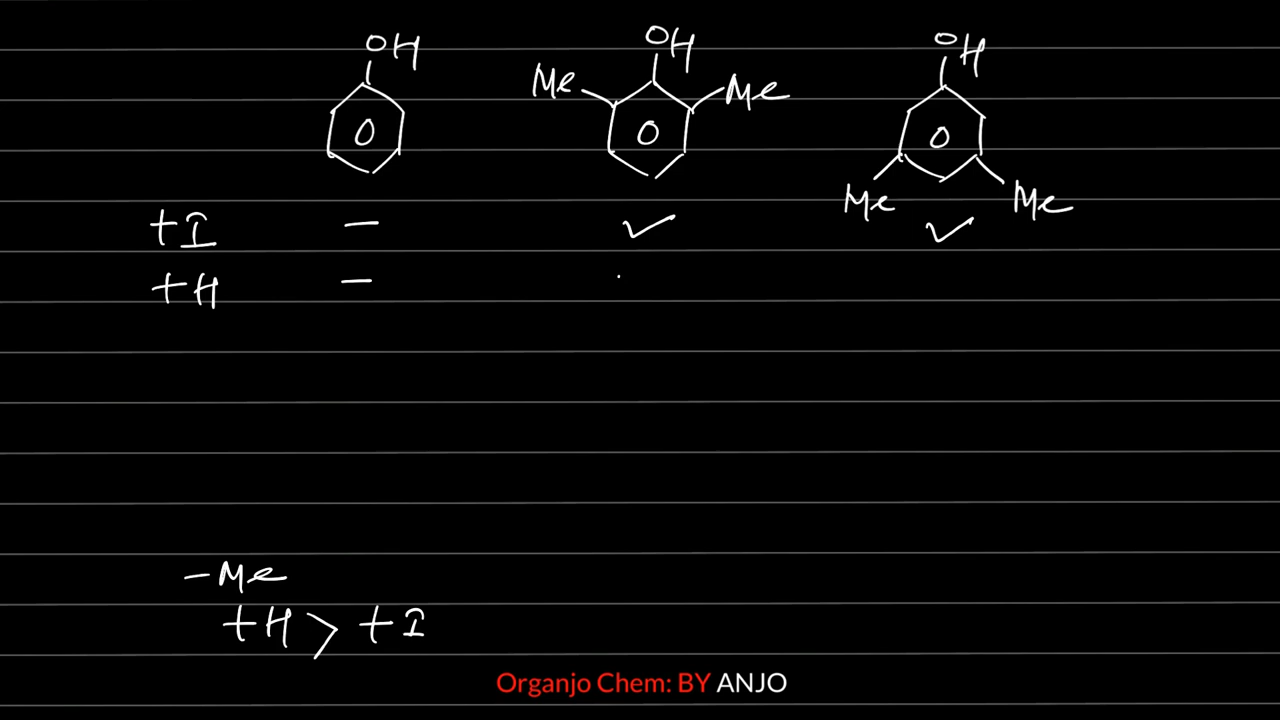 OH OH OH
Me Me
Me Me
+I – ✓ ✓
+H –
–Me
+H > +I
Organjo Chem: BY ANJO